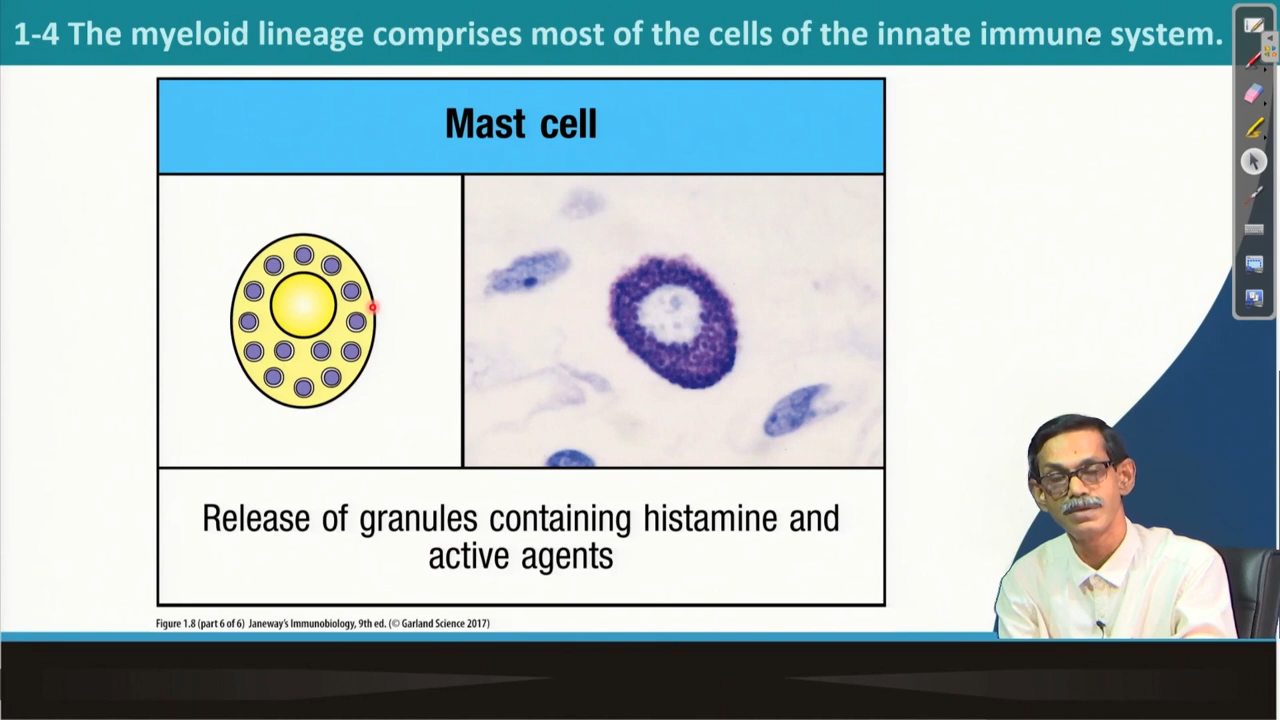 1-4 The myeloid lineage comprises most of the cells of the innate immune system.
Mast cell
Release of granules containing histamine and
active agents
Figure 1.8 (part 6 of 6) Janeway's Immunobiology, 9th ed. (© Garland Science 2017)